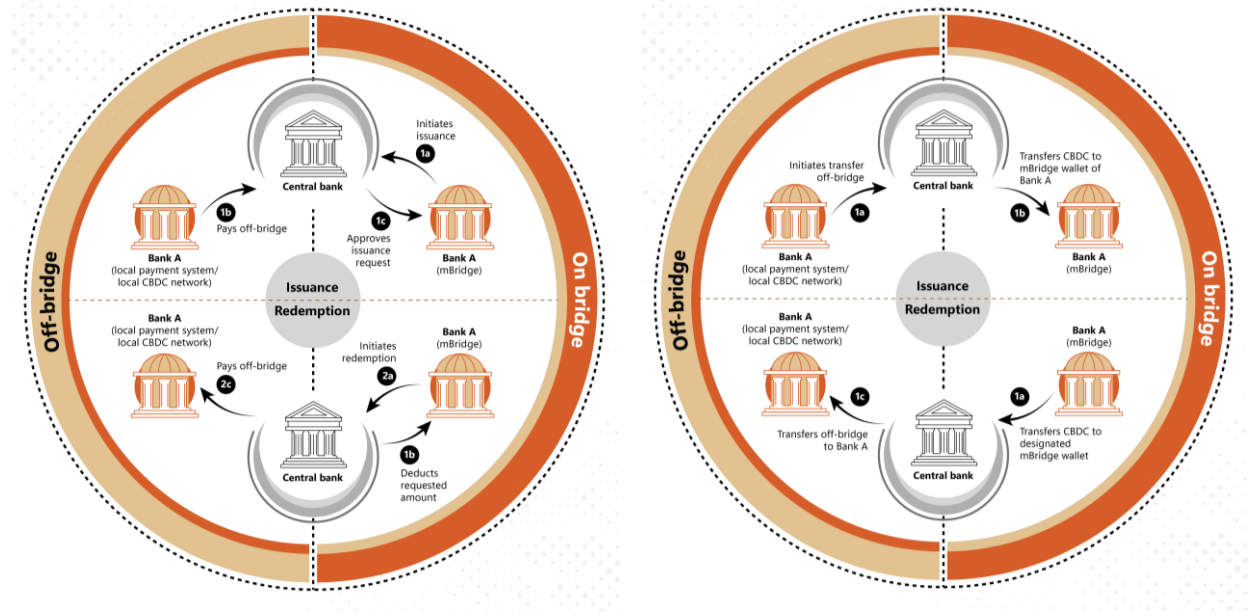 Off-bridge
On bridge
Initiates
issuance
1a
Central bank
1b
Pays off-bridge
1c
Approves
issuance
request
Bank A
(local payment system/
local CBDC network)
Bank A
(mBridge)
Issuance
Redemption
Bank A
(local payment system/
local CBDC network)
Bank A
(mBridge)
Initiates
redemption
2a
Pays off-bridge
2c
Central bank
1b
Deducts
requested
amount
Off-bridge
On bridge
Initiates transfer
off-bridge
1a
Central bank
Transfers CBDC to
mBridge wallet of
Bank A
1b
Bank A
(local payment system/
local CBDC network)
Bank A
(mBridge)
Issuance
Redemption
Bank A
(local payment system/
local CBDC network)
Bank A
(mBridge)
1c
Transfers off-bridge
to Bank A
1a
Transfers CBDC to
designated
mBridge wallet
Central bank